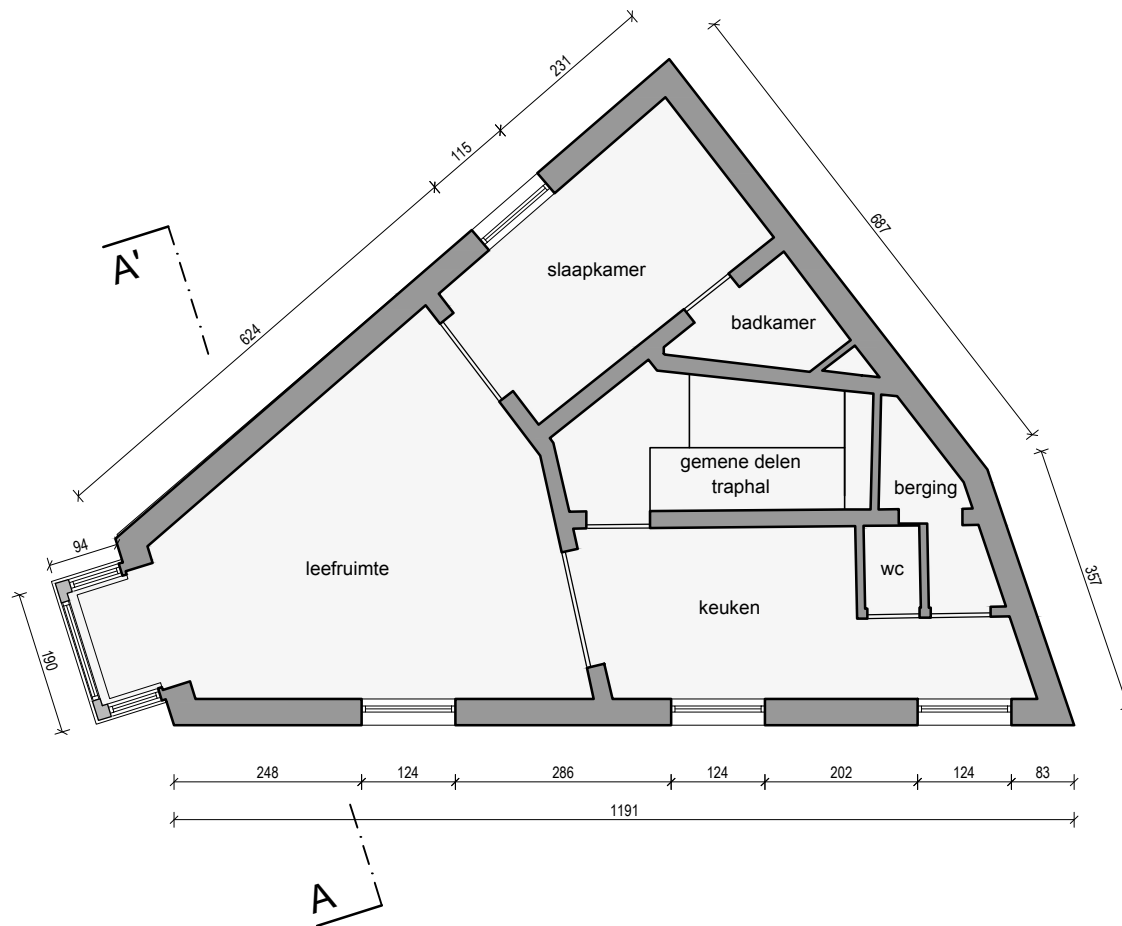 231
115
687
A'
slaapkamer
badkamer
624
gemene delen
traphal
berging
94
leefruimte
wc
357
keuken
190
248
124
286
124
202
124
83
1191
A